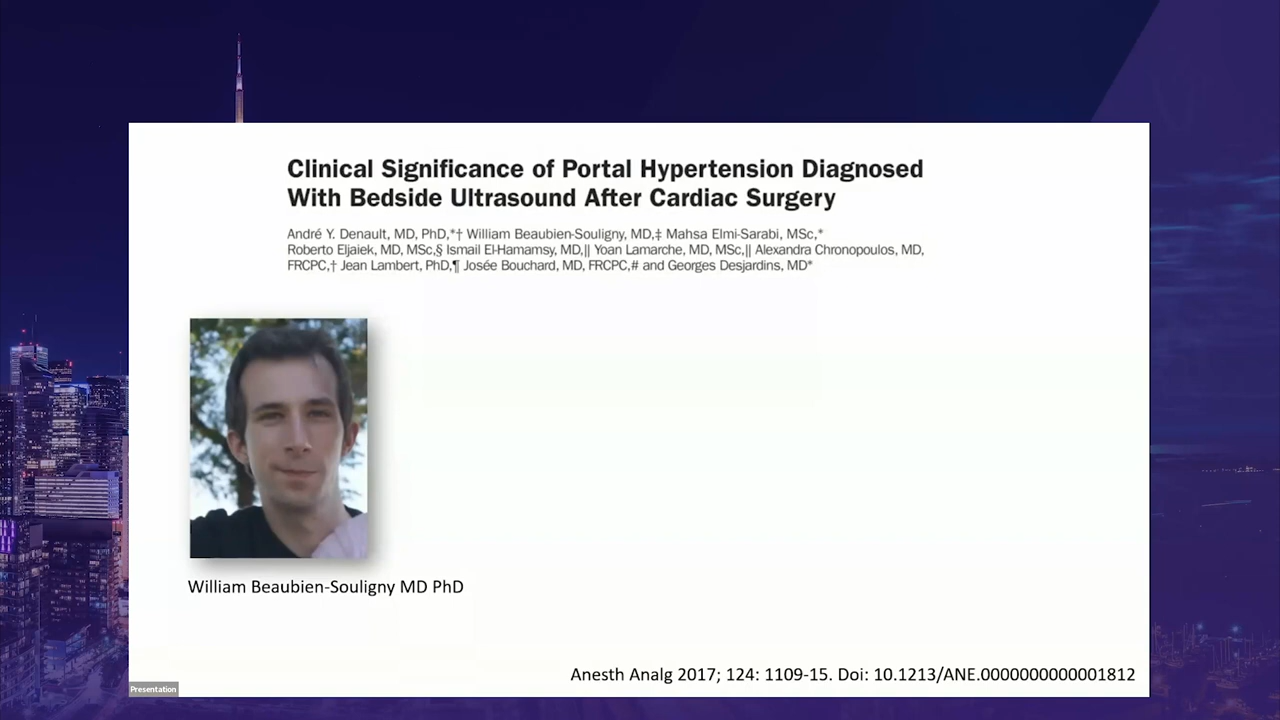 Clinical Significance of Portal Hypertension Diagnosed
With Bedside Ultrasound After Cardiac Surgery
André Y. Denault, MD, PhD,*† William Beaubien-Souligny, MD,‡ Mahsa Elmi-Sarabi, MSc,*
Roberto Eljaiek, MD, MSc,§ Ismail El-Hamamsy, MD,|| Yoan Lamarche, MD, MSc,|| Alexandra Chronopoulos, MD,
FRCPC,† Jean Lambert, PhD,¶ Josée Bouchard, MD, FRCPC,# and Georges Desjardins, MD*
William Beaubien-Souligny MD PhD
Anesth Analg 2017; 124: 1109-15. Doi: 10.1213/ANE.0000000000001812
Presentation